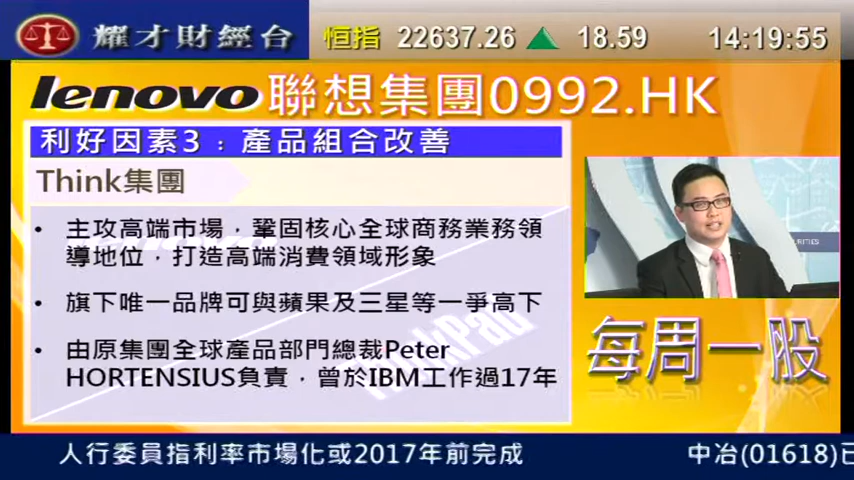 耀才財經台
恒指 22637.26 18.59 14:19:55
lenovo 聯想集團0992.HK
利好因素3：產品組合改善
Think集團
• 主攻高端市場，鞏固核心全球商務業務領
導地位，打造高端消費領域形象
• 旗下唯一品牌可與蘋果及三星等一爭高下
• 由原集團全球產品部門總裁Peter
HORTENSIUS負責，曾於IBM工作過17年
ThinkPad
每周一股
人行委員指利率市場化或2017年前完成
中冶(01618)已